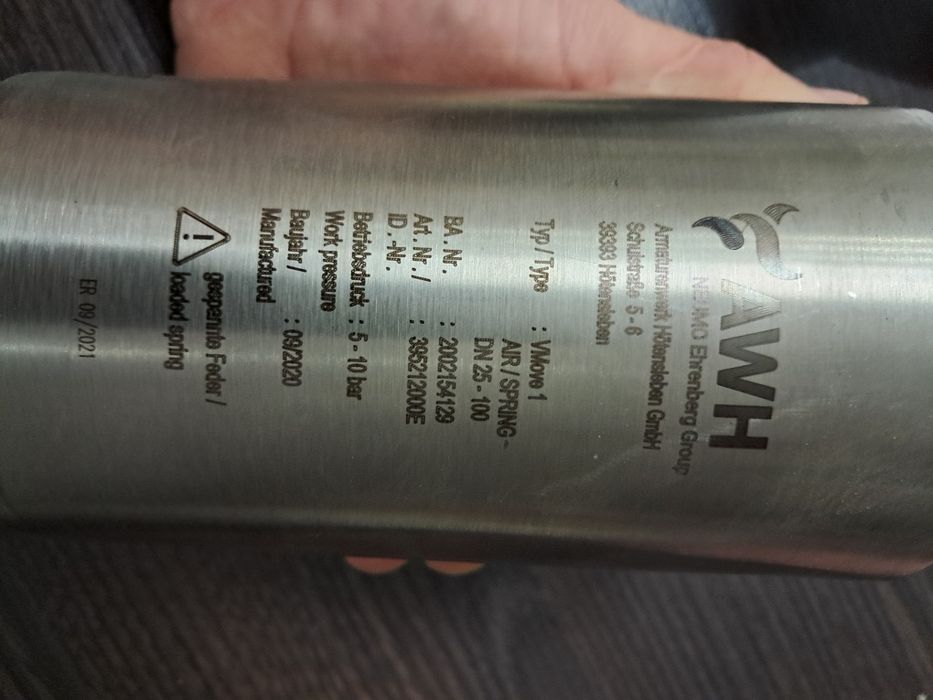 AWH
NEUMO Ehrenberg Group
Armaturenwerk Hötensleben GmbH
Schulstraße 5 - 6
39393 Hötensleben
Typ / Type : VMove 1
AIR / SPRING -
DN 25 - 100
BA . Nr. : 2002154129
Art . Nr . / : 395212000E
ID . -Nr .
Betriebsdruck : 5 - 10 bar
Work pressure
Baujahr / : 09/2020
Manufactured
gespannte Feder /
loaded spring
ER 09/2021